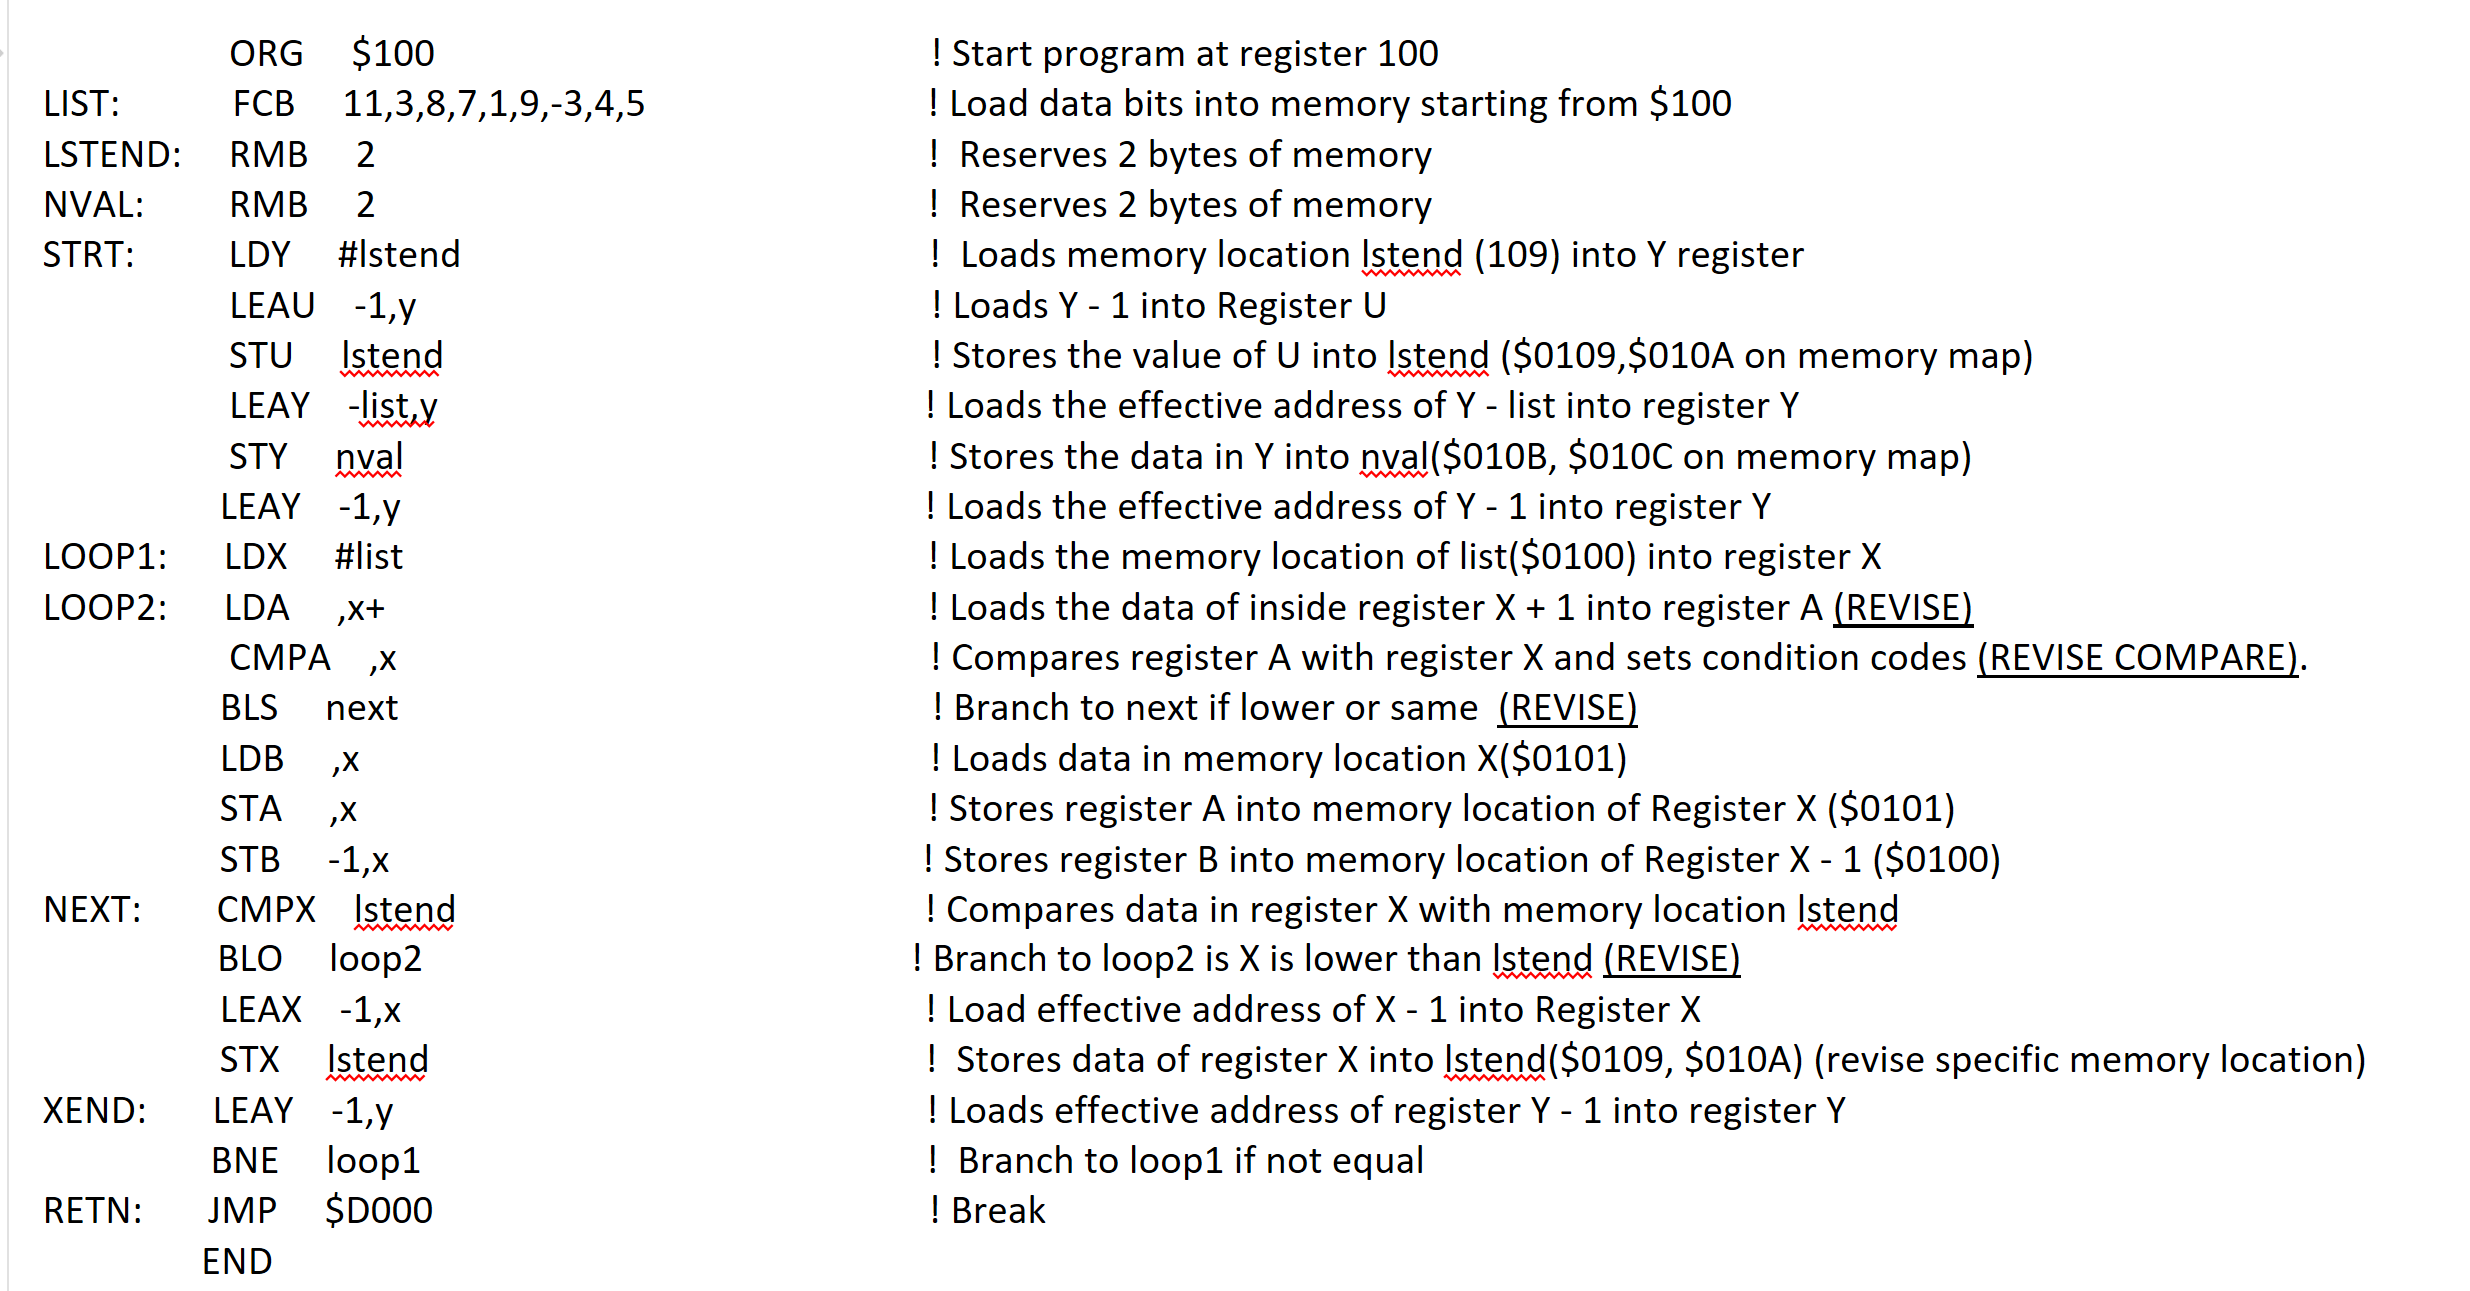 ORG $100 ! Start program at register 100
LIST: FCB 11,3,8,7,1,9,-3,4,5 ! Load data bits into memory starting from $100
LSTEND: RMB 2 ! Reserves 2 bytes of memory
NVAL: RMB 2 ! Reserves 2 bytes of memory
STRT: LDY #lstend ! Loads memory location lstend (109) into Y register
LEAU -1,y ! Loads Y - 1 into Register U
STU lstend ! Stores the value of U into lstend ($0109,$010A on memory map)
LEAY -list,y ! Loads the effective address of Y - list into register Y
STY nval ! Stores the data in Y into nval($010B, $010C on memory map)
LEAY -1,y ! Loads the effective address of Y - 1 into register Y
LOOP1: LDX #list ! Loads the memory location of list($0100) into register X
LOOP2: LDA ,x+ ! Loads the data of inside register X + 1 into register A (REVISE)
CMPA ,x ! Compares register A with register X and sets condition codes (REVISE COMPARE).
BLS next ! Branch to next if lower or same (REVISE)
LDB ,x ! Loads data in memory location X($0101)
STA ,x ! Stores register A into memory location of Register X ($0101)
STB -1,x ! Stores register B into memory location of Register X - 1 ($0100)
NEXT: CMPX lstend ! Compares data in register X with memory location lstend
BLO loop2 ! Branch to loop2 is X is lower than lstend (REVISE)
LEAX -1,x ! Load effective address of X - 1 into Register X
STX lstend ! Stores data of register X into lstend($0109, $010A) (revise specific memory location)
XEND: LEAY -1,y ! Loads effective address of register Y - 1 into register Y
BNE loop1 ! Branch to loop1 if not equal
RETN: JMP $D000 ! Break
END